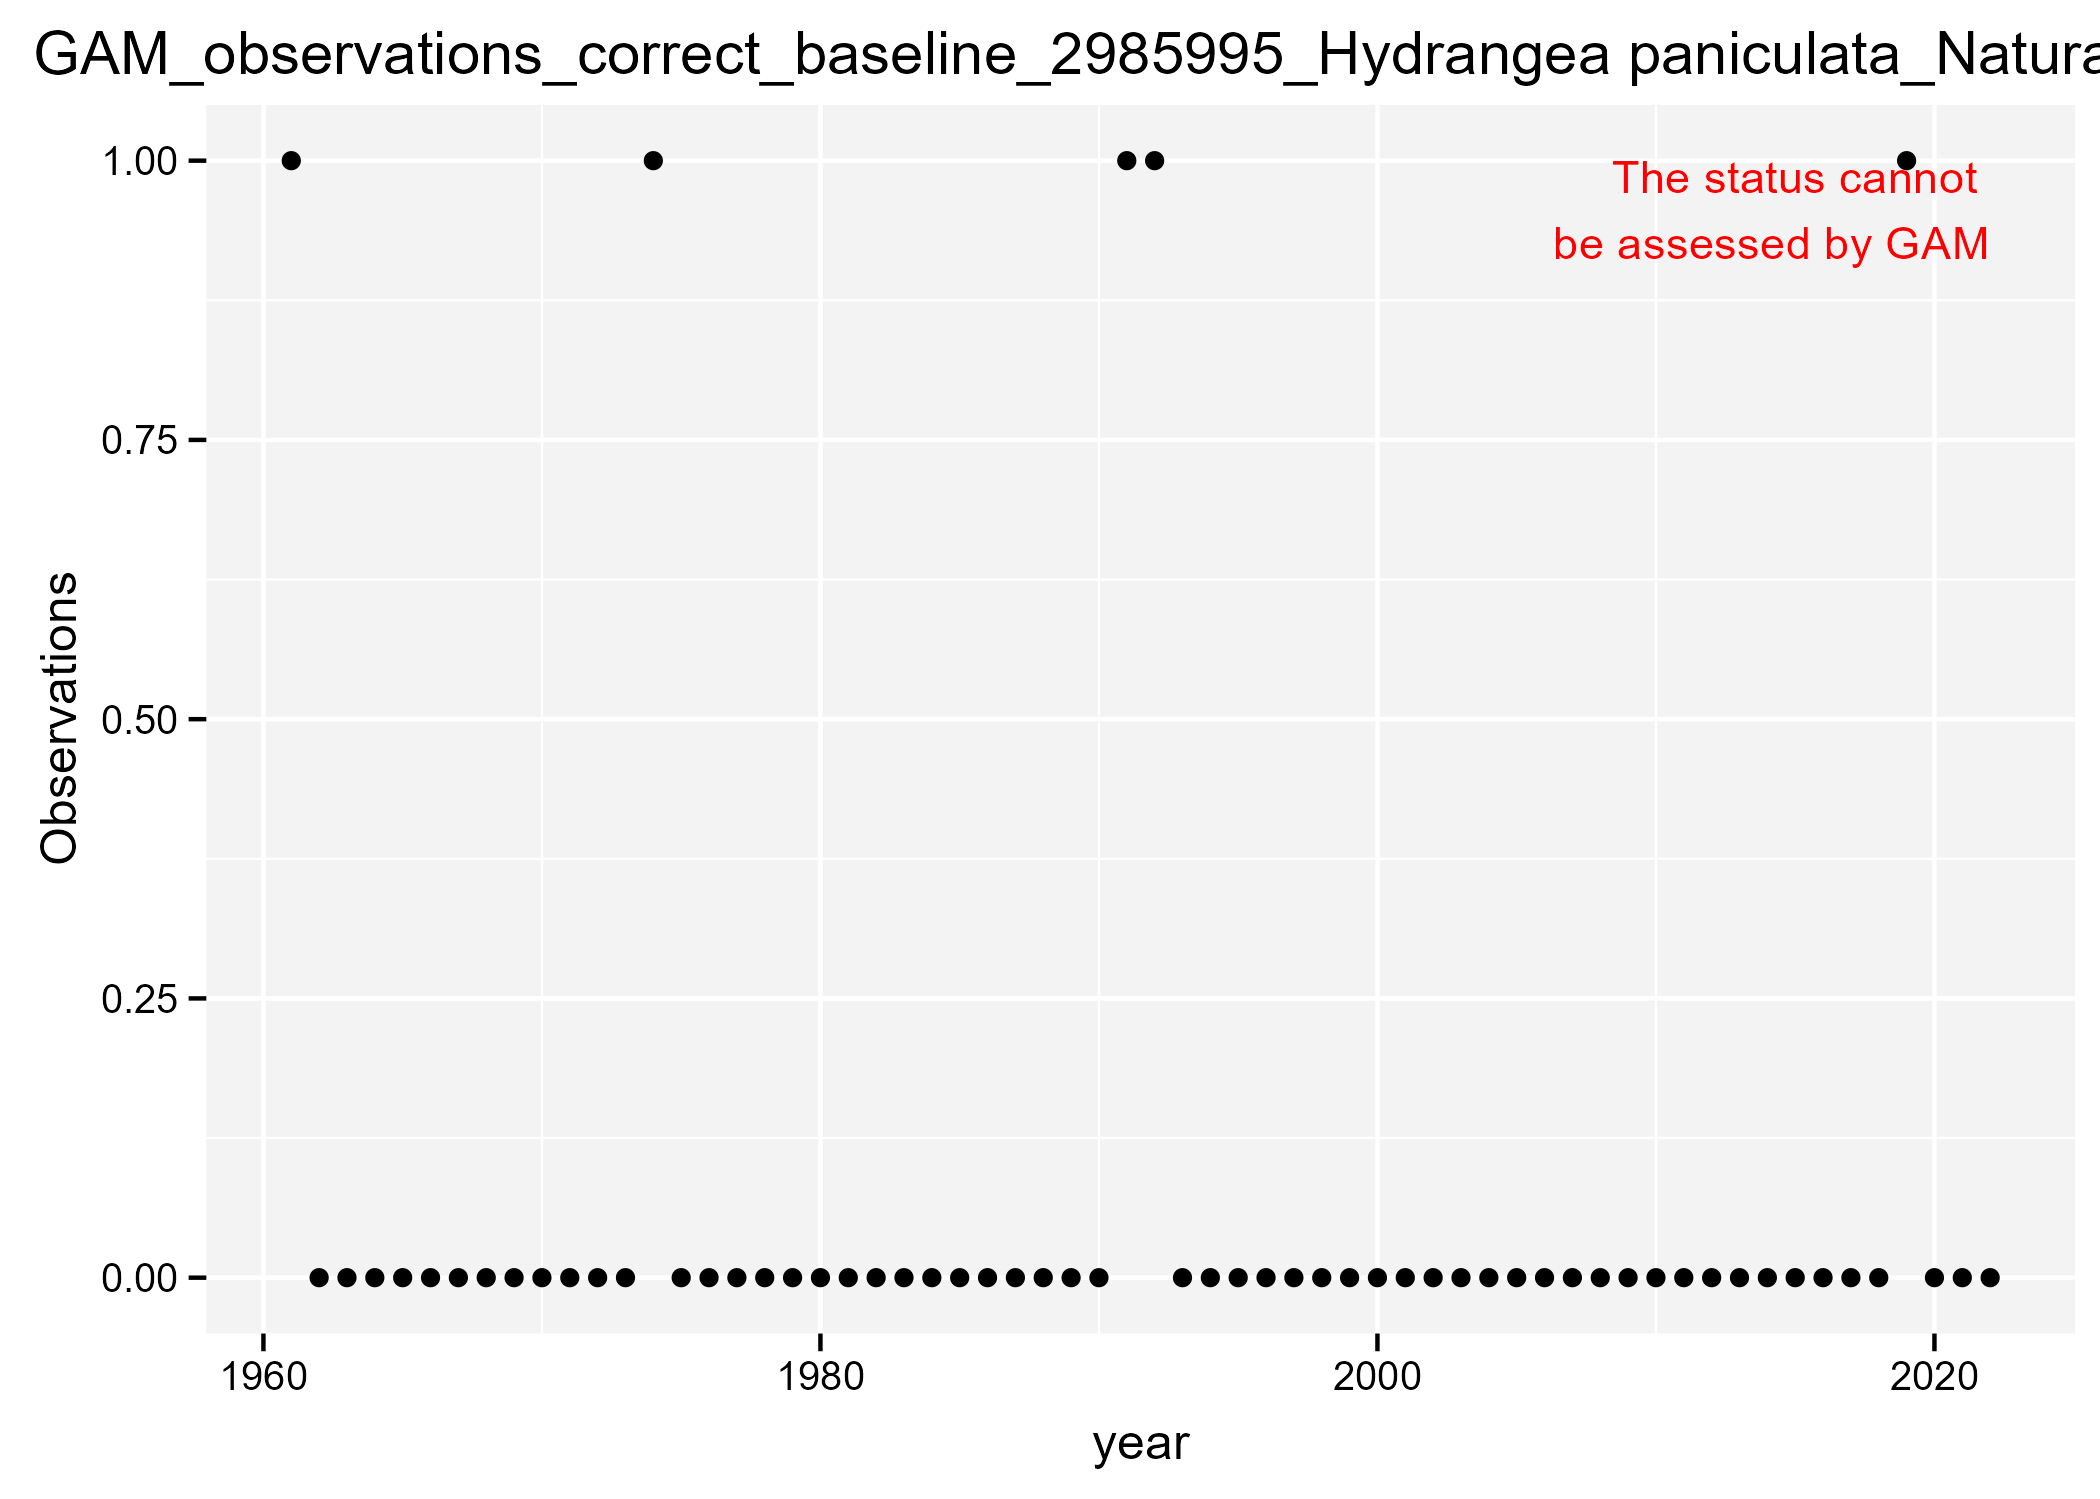 GAM_observations_correct_baseline_2985995_Hydrangea paniculata_Natura
1.00
The status cannot
be assessed by GAM
0.75
0.50
0.25
0.00
Observations
1960 1980 2000 2020
year